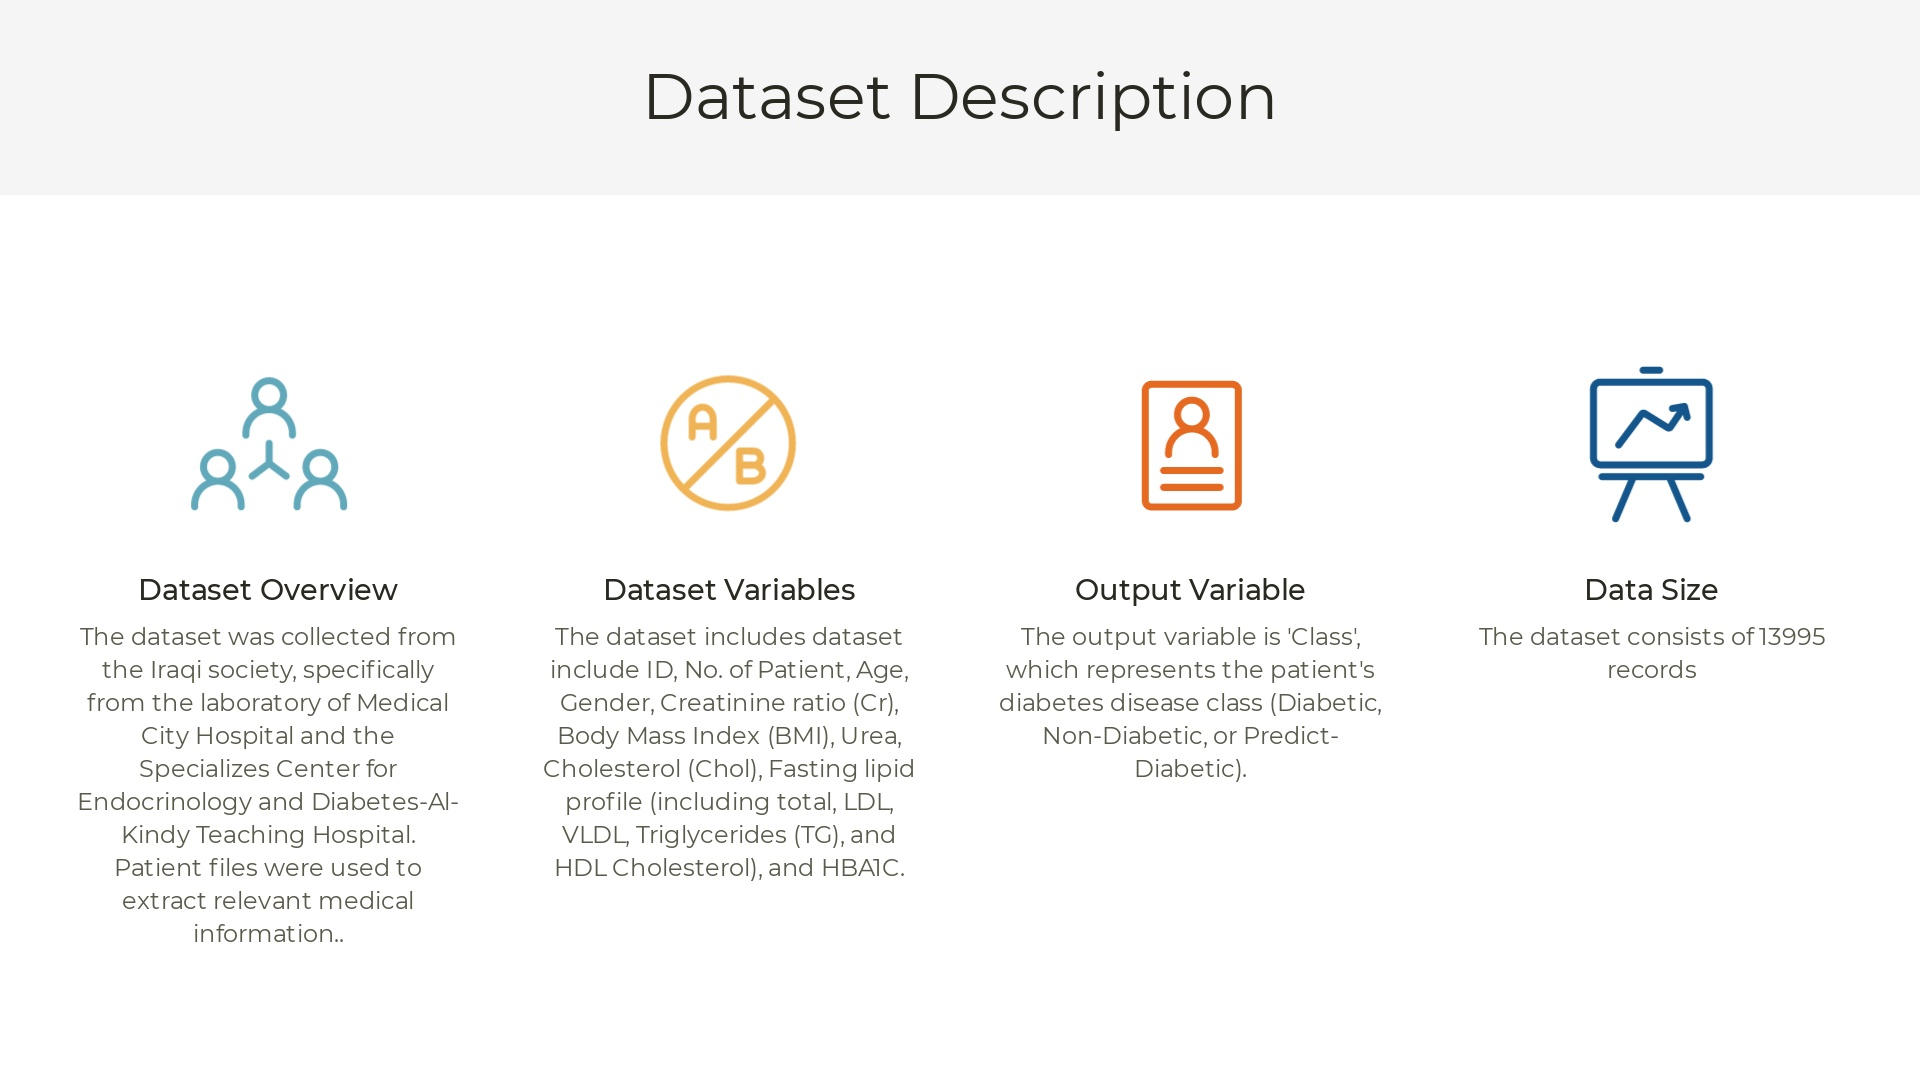 Dataset Description
A
B
Dataset Overview
The dataset was collected from
the Iraqi society, specifically
from the laboratory of Medical
City Hospital and the
Specializes Center for
Endocrinology and Diabetes-Al-
Kindy Teaching Hospital.
Patient files were used to
extract relevant medical
information..
Dataset Variables
The dataset includes dataset
include ID, No. of Patient, Age,
Gender, Creatinine ratio (Cr),
Body Mass Index (BMI), Urea,
Cholesterol (Chol), Fasting lipid
profile (including total, LDL,
VLDL, Triglycerides (TG), and
HDL Cholesterol), and HBA1C.
Output Variable
The output variable is 'Class',
which represents the patient's
diabetes disease class (Diabetic,
Non-Diabetic, or Predict-
Diabetic).
Data Size
The dataset consists of 13995
records